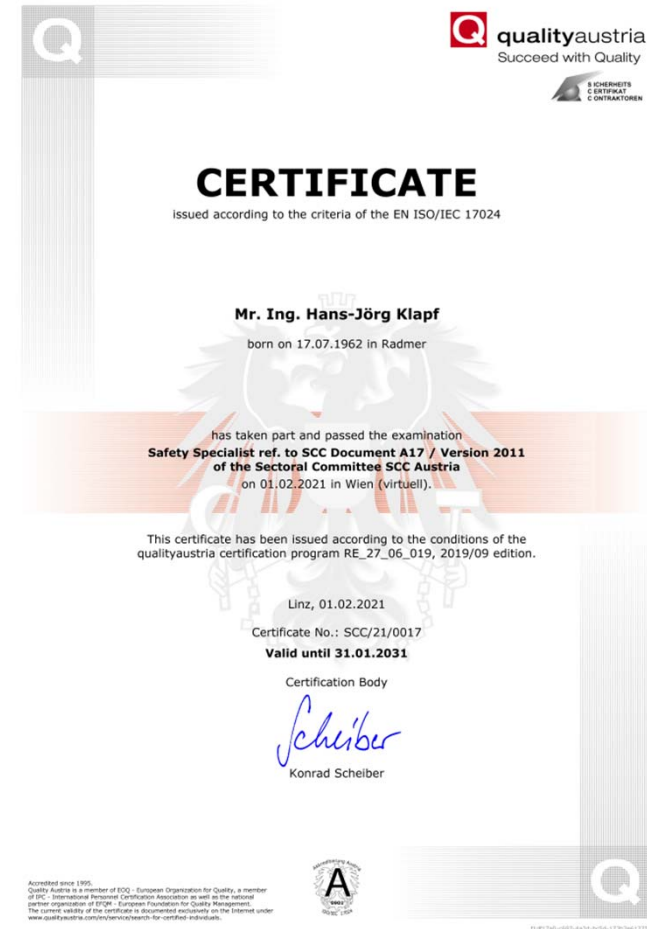 Q
Q qualityaustria
Succeed with Quality
SICHERHEITS
CERTIFIKAT
CONTRAKTOREN
CERTIFICATE
issued according to the criteria of the EN ISO/IEC 17024
Mr. Ing. Hans-Jörg Klapf
born on 17.07.1962 in Radmer
has taken part and passed the examination
Safety Specialist ref. to SCC Document A17 / Version 2011
of the Sectoral Committee SCC Austria
on 01.02.2021 in Wien (virtuell).
This certificate has been issued according to the conditions of the
qualityaustria certification program RE_27_06_019, 2019/09 edition.
Linz, 01.02.2021
Certificate No.: SCC/21/0017
Valid until 31.01.2031
Certification Body
Scheiber
Konrad Scheiber
Accredited since 1995.
Quality Austria is a member of EOQ - European Organization for Quality, a member
of IPC - International Personnel Certification Association as well as the national
partner organization of EFQM - European Foundation for Quality Management.
The current validity of the certificate is documented exclusively on the Internet under
www.qualityaustria.com/en/service/search-for-certified-individuals.
Akkreditierung Austria
A
0901
ISO/IEC 17024
Q